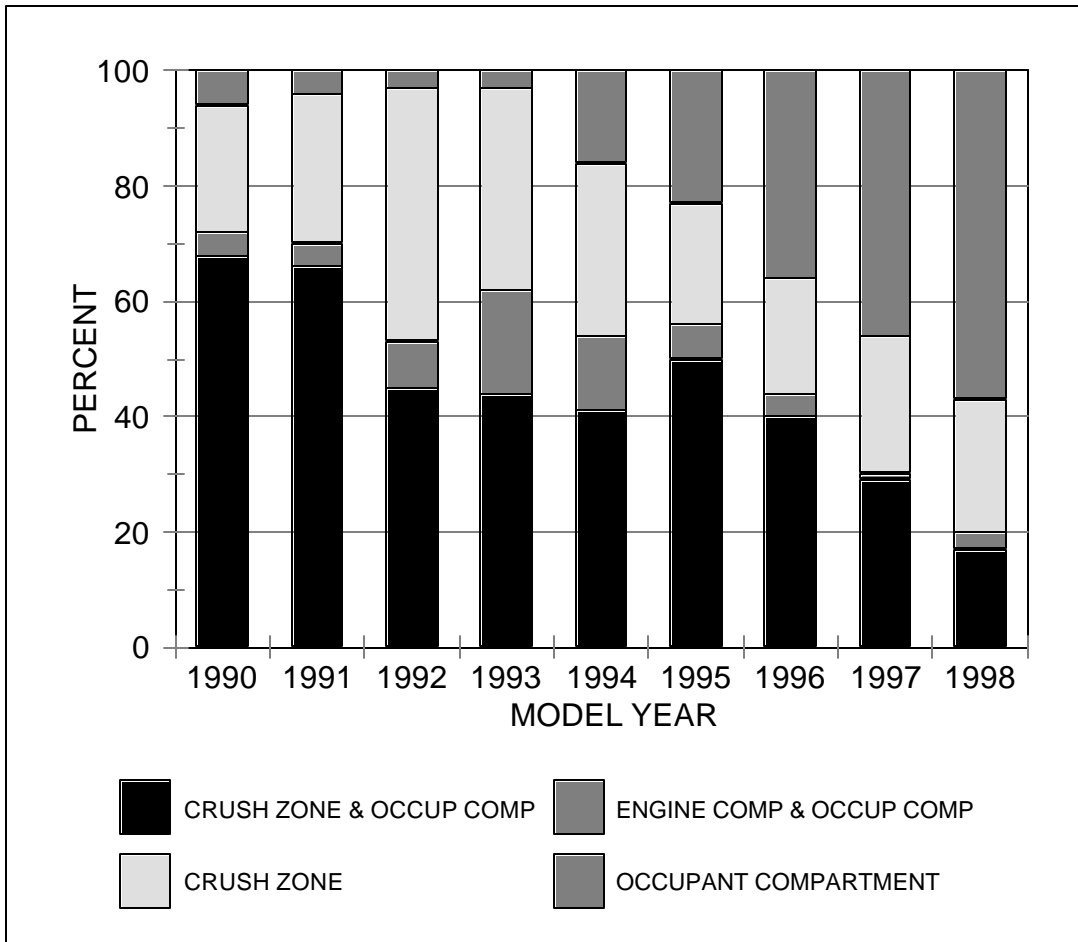 100
80
60
40
20
0
PERCENT
1990 1991 1992 1993 1994 1995 1996 1997 1998
MODEL YEAR
CRUSH ZONE & OCCUP COMP
ENGINE COMP & OCCUP COMP
CRUSH ZONE
OCCUPANT COMPARTMENT